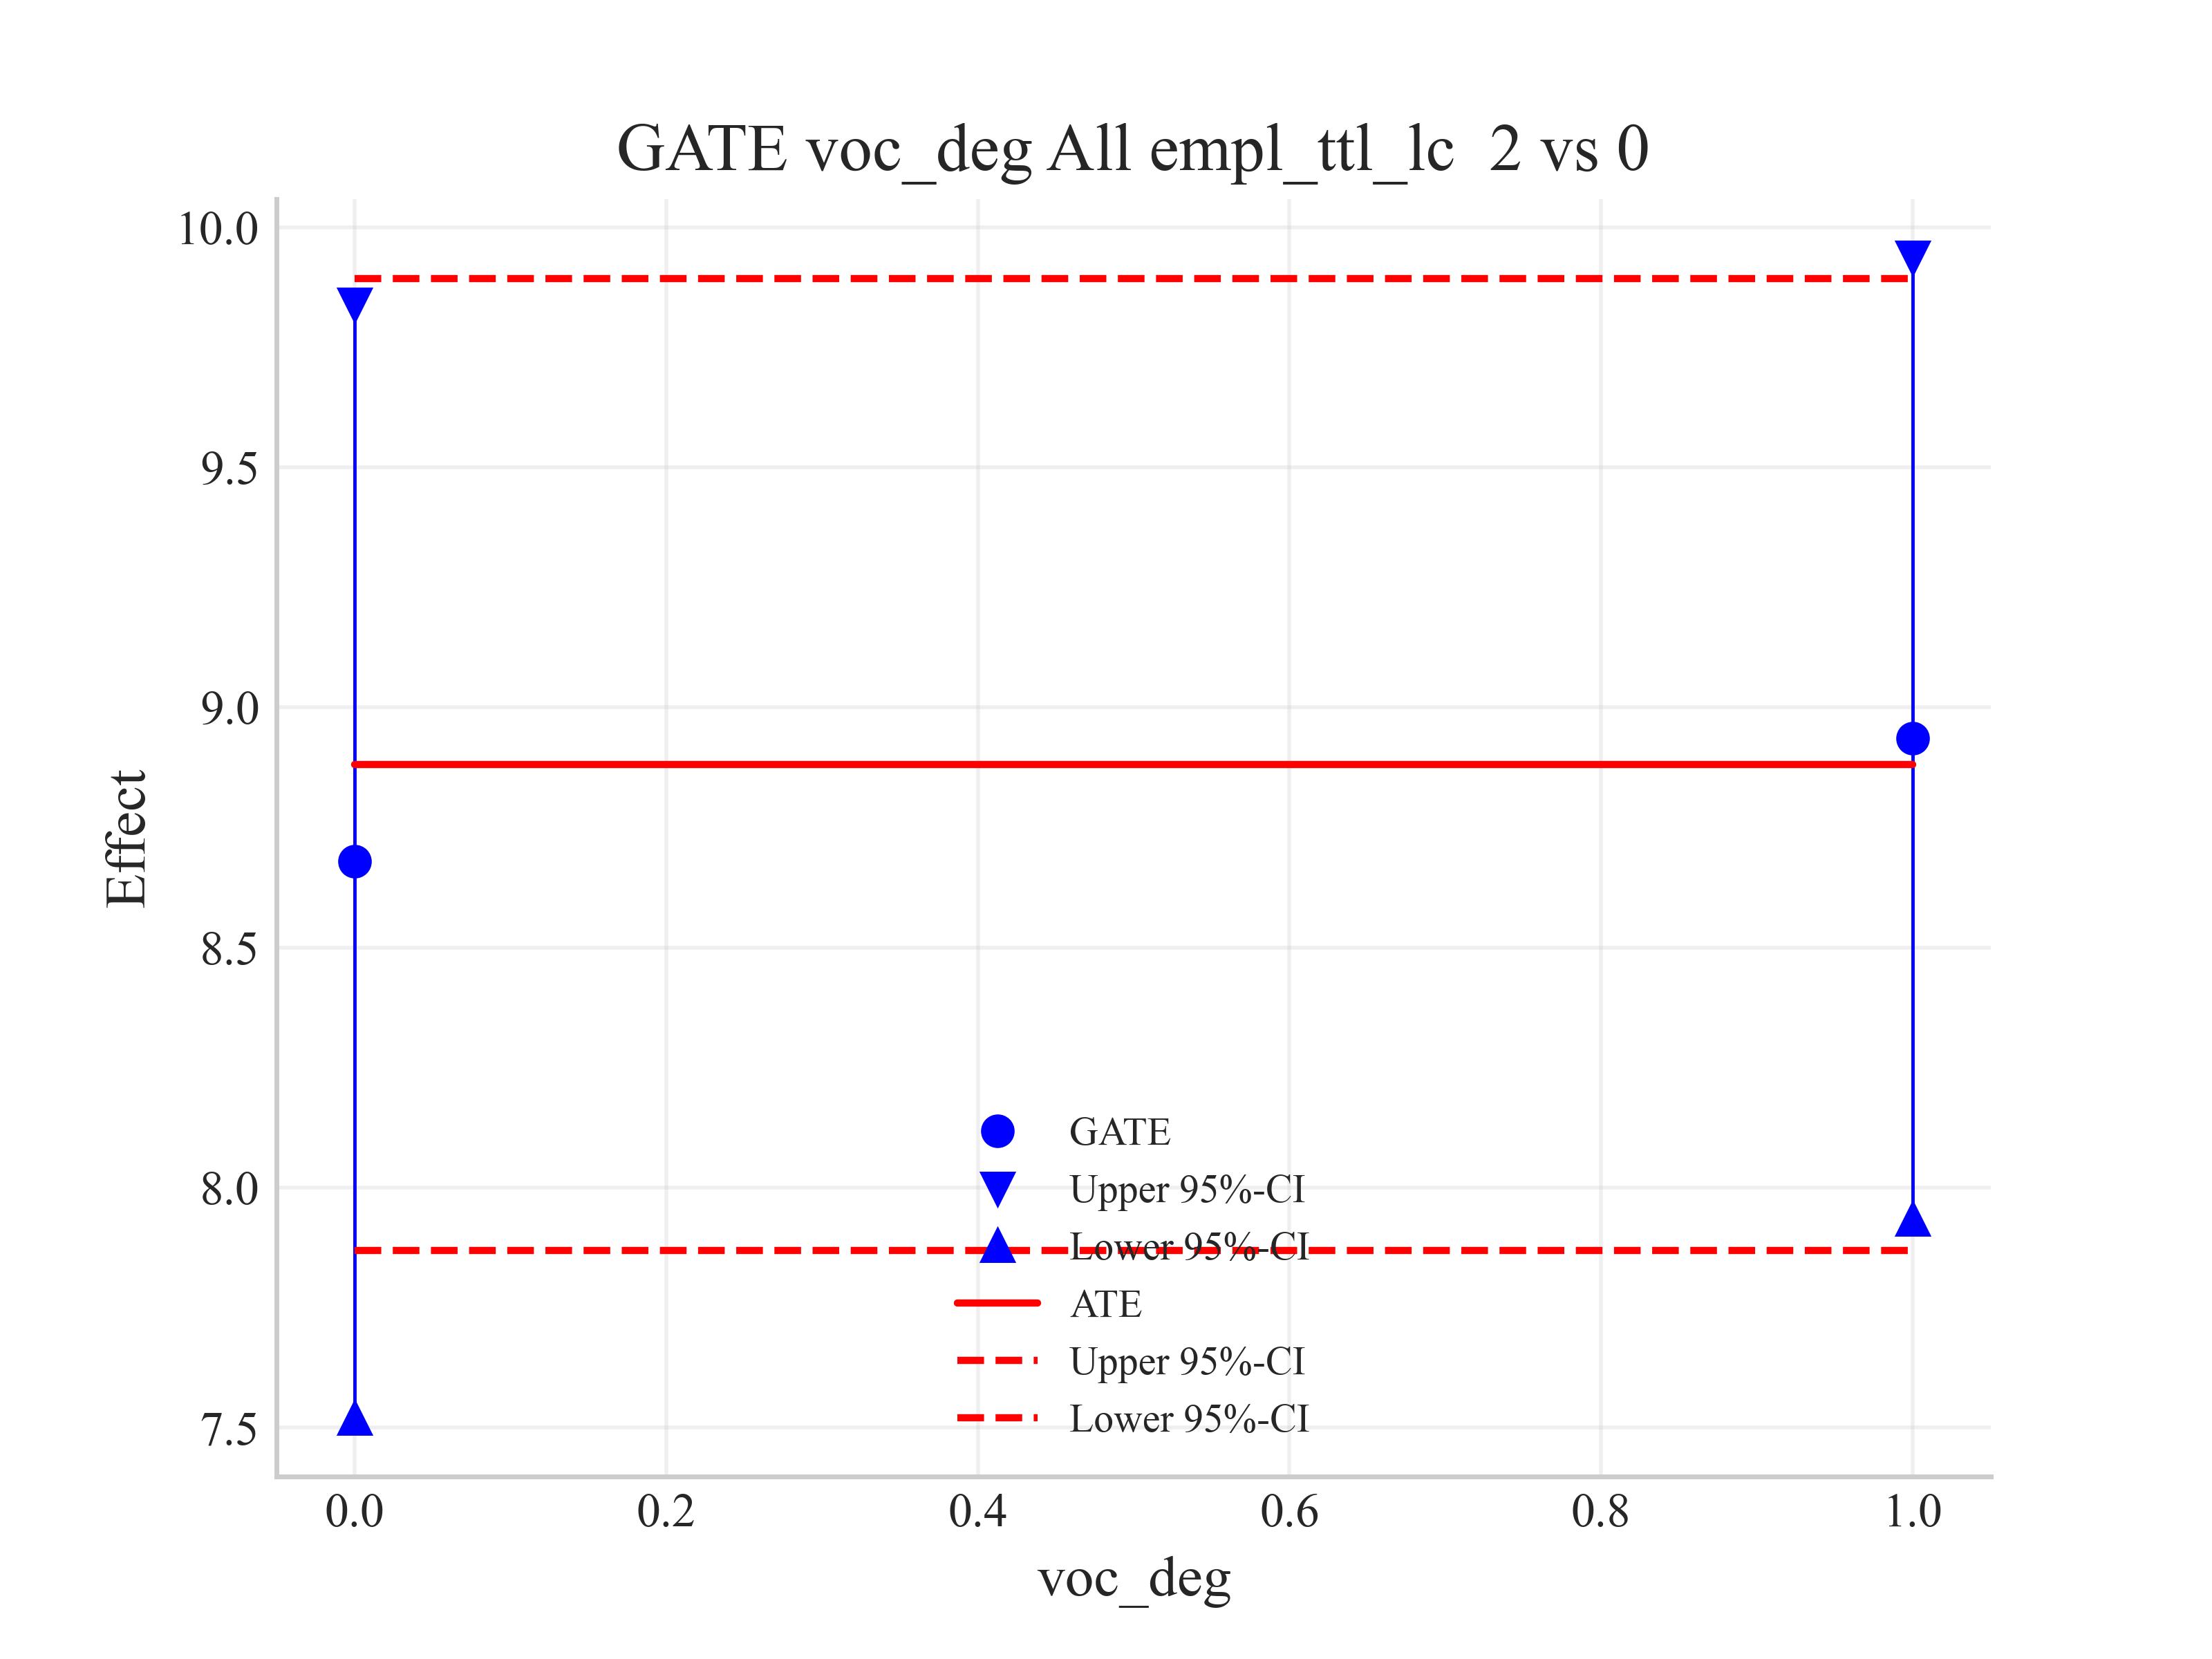 GATE voc_deg All empl_ttl_lc 2 vs 0
10.0
9.5
9.0
8.5
8.0
7.5
Effect
GATE
Upper 95%-CI
Lower 95%-CI
ATE
Upper 95%-CI
Lower 95%-CI
0.0 0.2 0.4 0.6 0.8 1.0
voc_deg